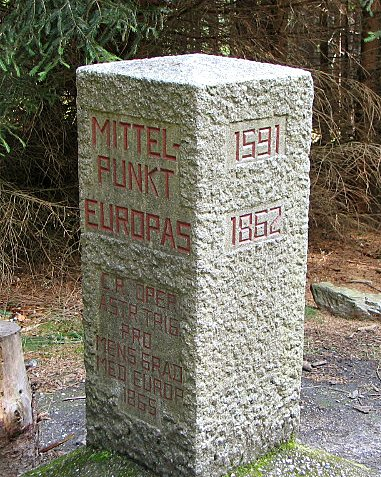 MITTEL-
PUNKT
EUROPAS
C.R. OPER.
ASTR. TRIG.
PRO
MENS. GRAD.
MED. EUROP.
1865
1591
1862